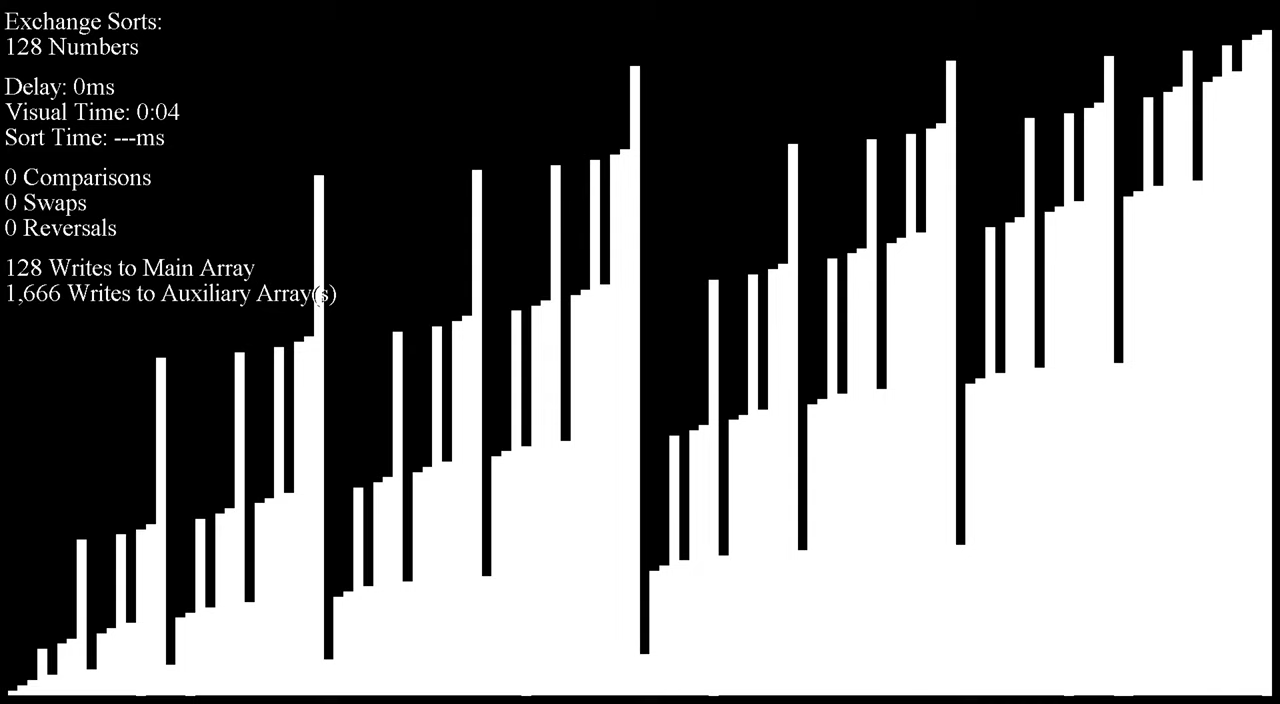 Exchange Sorts:
128 Numbers
Delay: 0ms
Visual Time: 0:04
Sort Time: ---ms
0 Comparisons
0 Swaps
0 Reversals
128 Writes to Main Array
1,666 Writes to Auxiliary Array(s)